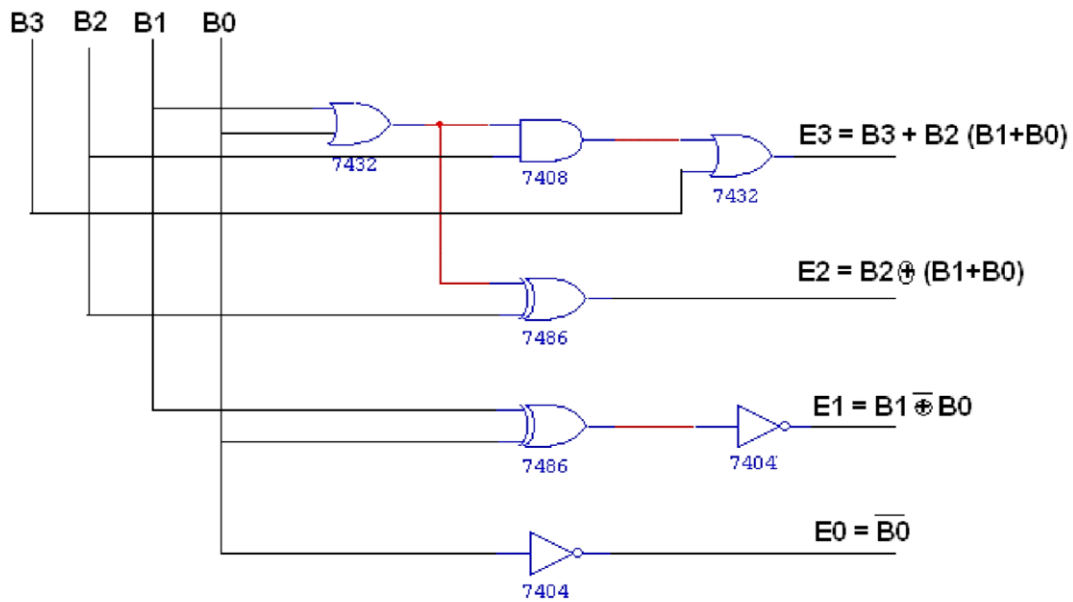 B3 B2 B1 B0
7432
7408
7432
E3 = B3 + B2 (B1+B0)
7486
E2 = B2 ⊕ (B1+B0)
7486
7404
E1 = B1 ⊕̅ B0
7404
E0 = B̅0̅